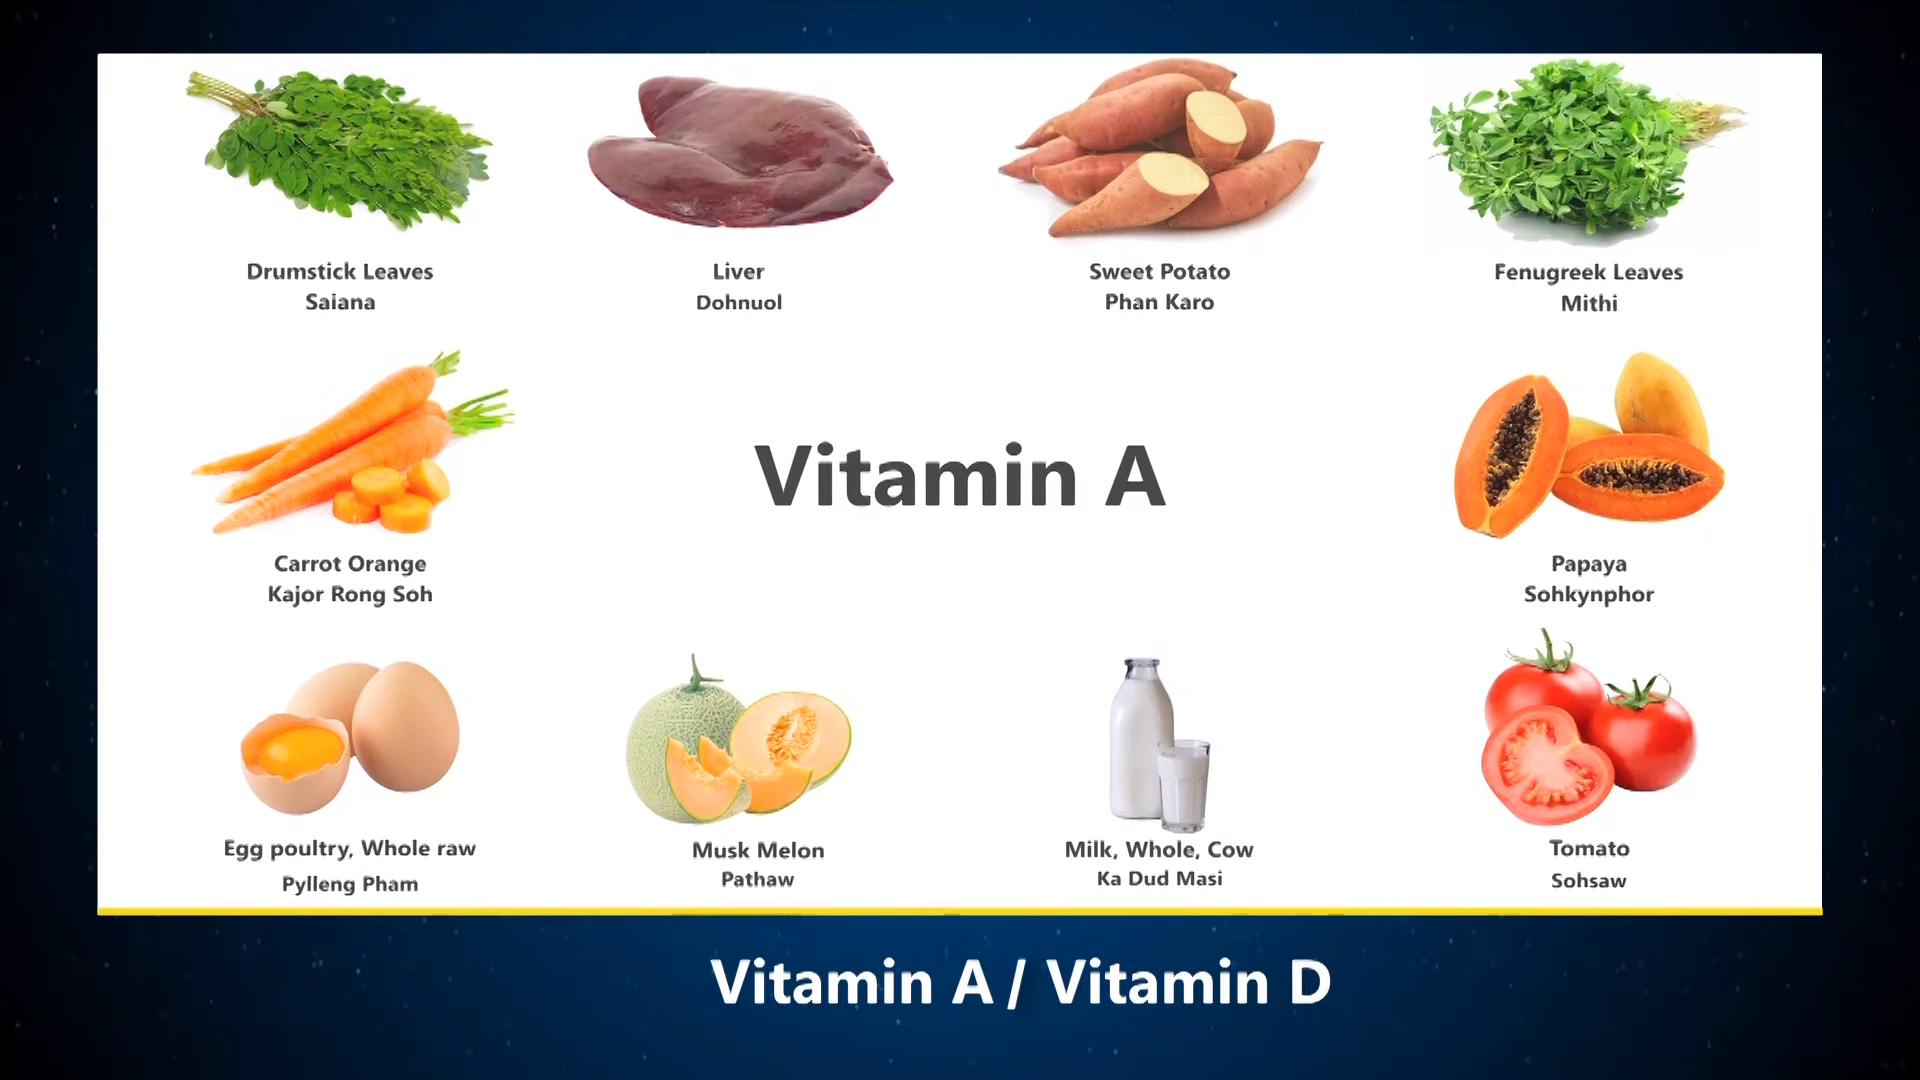 Drumstick Leaves
Saiana
Liver
Dohnuol
Sweet Potato
Phan Karo
Fenugreek Leaves
Mithi
Carrot Orange
Kajor Rong Soh
Vitamin A
Papaya
Sohkynphor
Egg poultry, Whole raw
Pylleng Pham
Musk Melon
Pathaw
Milk, Whole, Cow
Ka Dud Masi
Tomato
Sohsaw
Vitamin A / Vitamin D